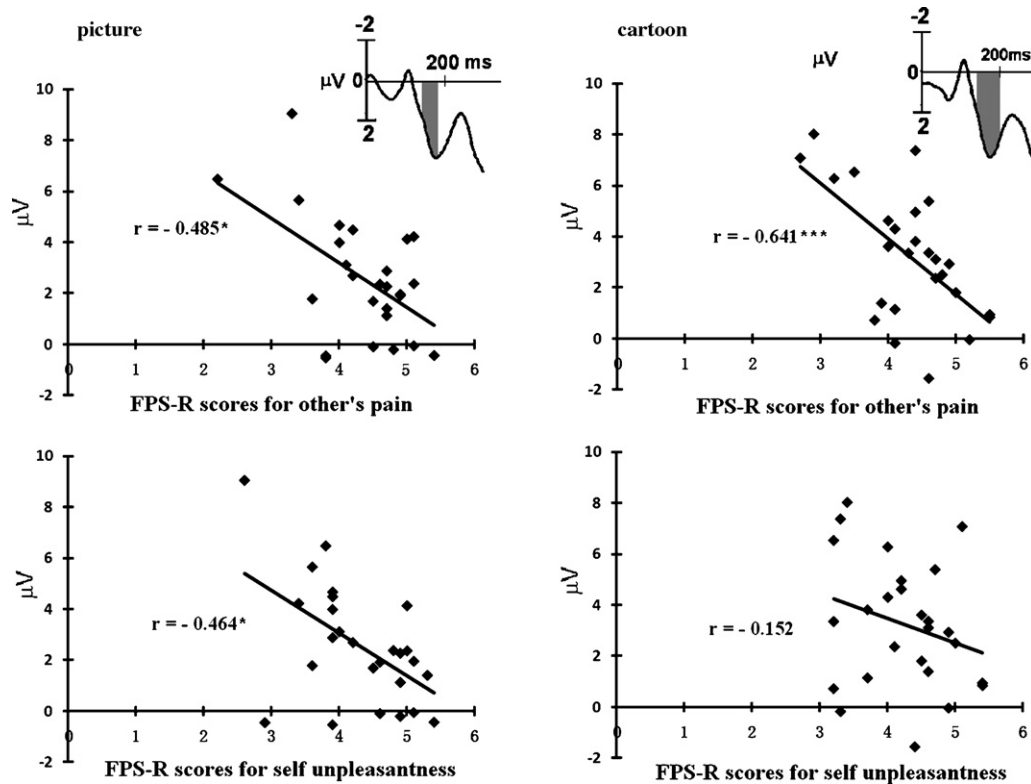 picture
-2
200 ms
μV 0
2
10
8
6
4
2
0
-2
μV
r = - 0.485*
0 1 2 3 4 5 6
FPS-R scores for other's pain
cartoon
μV
-2
200ms
0
2
10
8
6
4
2
0
-2
μV
r = - 0.641***
0 1 2 3 4 5 6
FPS-R scores for other's pain
10
8
6
4
2
0
-2
μV
r = - 0.464*
0 1 2 3 4 5 6
FPS-R scores for self unpleasantness
10
8
6
4
2
0
-2
μV
r = - 0.152
0 1 2 3 4 5 6
FPS-R scores for self unpleasantness